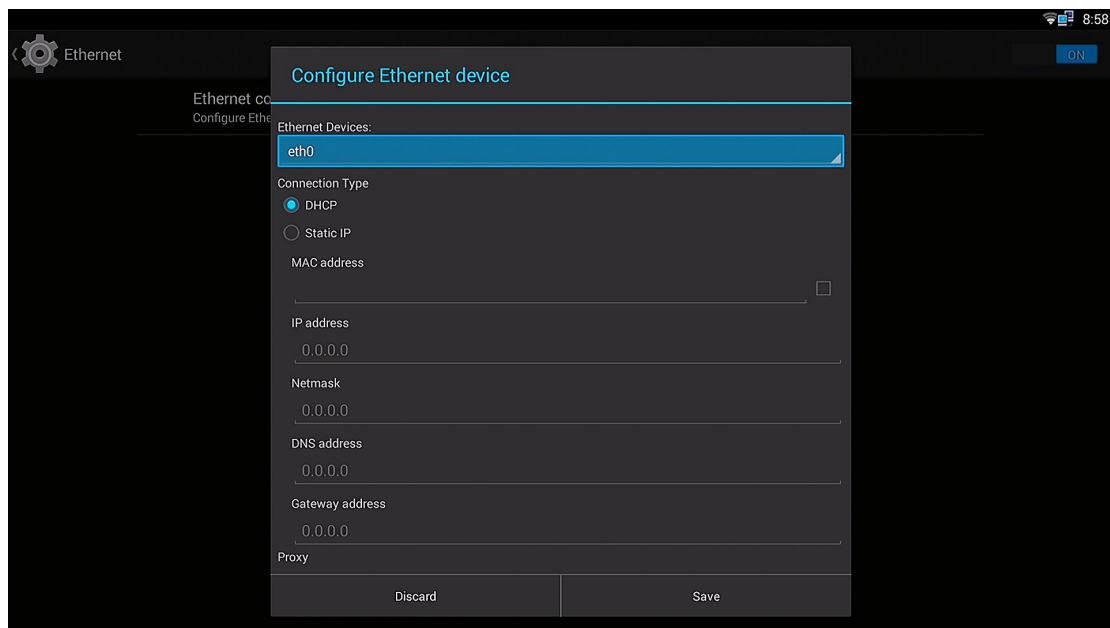 8:58
Ethernet
ON
Configure Ethernet device
Ethernet co
Configure Ethe
Ethernet Devices:
eth0
Connection Type
DHCP
Static IP
MAC address
IP address
0.0.0.0
Netmask
0.0.0.0
DNS address
0.0.0.0
Gateway address
0.0.0.0
Proxy
Discard
Save